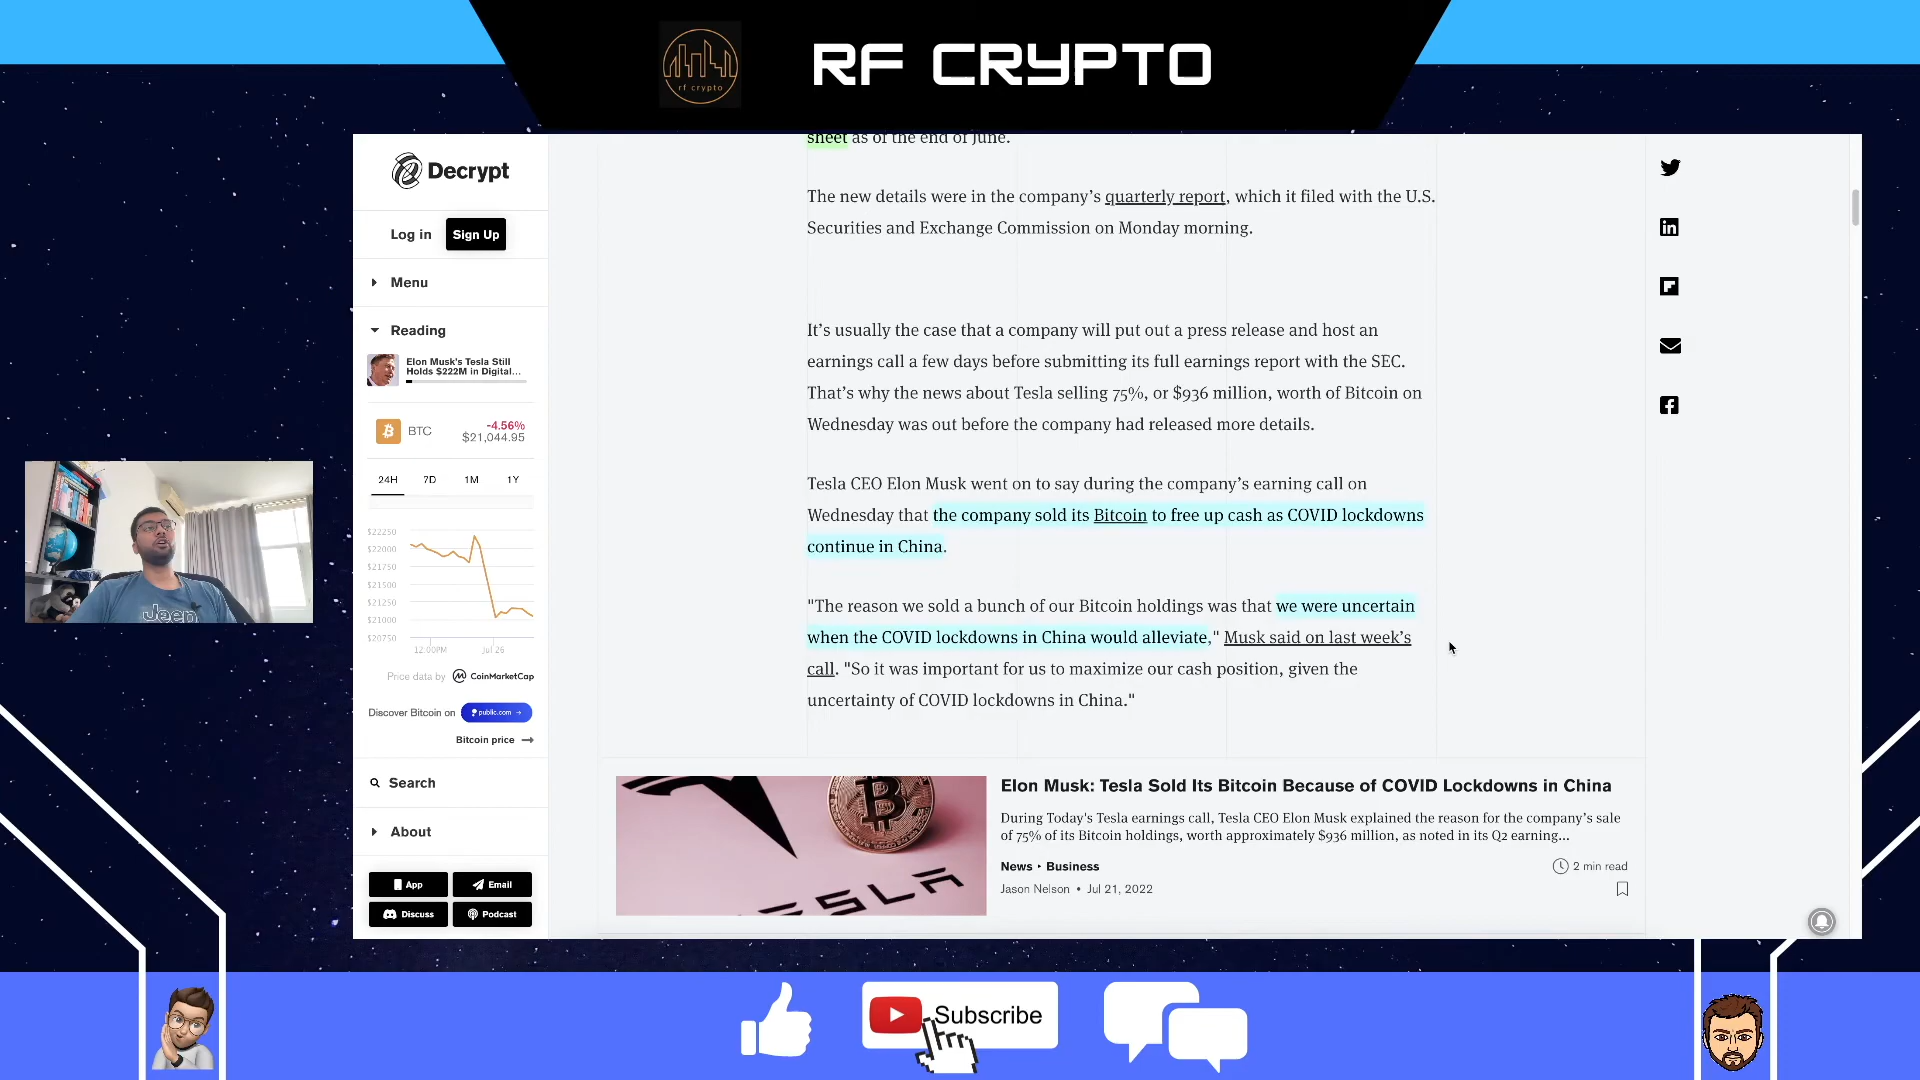 rf crypto
RF CRYPTO
Decrypt
Log in
Sign Up
Menu
Reading
Elon Musk's Tesla Still
Holds $222M in Digital...
BTC
-4.56%
$21,044.95
24H
7D
1M
1Y
$22250
$22000
$21750
$21500
$21250
$21000
$20750
12:00PM
Jul 26
Price data by
CoinMarketCap
Discover Bitcoin on
public.com →
Bitcoin price
Search
About
App
Email
Discuss
Podcast
sheet as of the end of June.
The new details were in the company’s quarterly report, which it filed with the U.S.
Securities and Exchange Commission on Monday morning.
It’s usually the case that a company will put out a press release and host an
earnings call a few days before submitting its full earnings report with the SEC.
That’s why the news about Tesla selling 75%, or $936 million, worth of Bitcoin on
Wednesday was out before the company had released more details.
Tesla CEO Elon Musk went on to say during the company’s earning call on
Wednesday that the company sold its Bitcoin to free up cash as COVID lockdowns
continue in China.
"The reason we sold a bunch of our Bitcoin holdings was that we were uncertain
when the COVID lockdowns in China would alleviate," Musk said on last week’s
call. "So it was important for us to maximize our cash position, given the
uncertainty of COVID lockdowns in China."
TESLA
Elon Musk: Tesla Sold Its Bitcoin Because of COVID Lockdowns in China
During Today's Tesla earnings call, Tesla CEO Elon Musk explained the reason for the company’s sale
of 75% of its Bitcoin holdings, worth approximately $936 million, as noted in its Q2 earning...
News ‣ Business
2 min read
Jason Nelson • Jul 21, 2022
Jeep
Subscribe